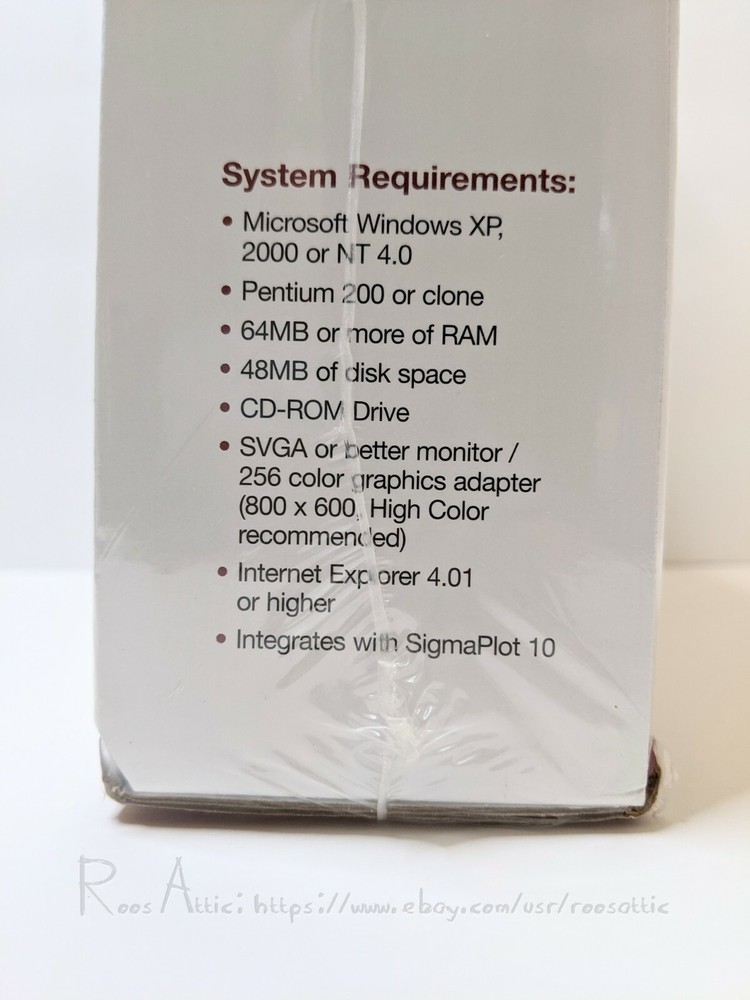 System Requirements:
• Microsoft Windows XP,
2000 or NT 4.0
• Pentium 200 or clone
• 64MB or more of RAM
• 48MB of disk space
• CD-ROM Drive
• SVGA or better monitor /
256 color graphics adapter
(800 x 600, High Color
recommended)
• Internet Explorer 4.01
or higher
• Integrates with SigmaPlot 10
Roos Attic: https://www.ebay.com/usr/roosattic